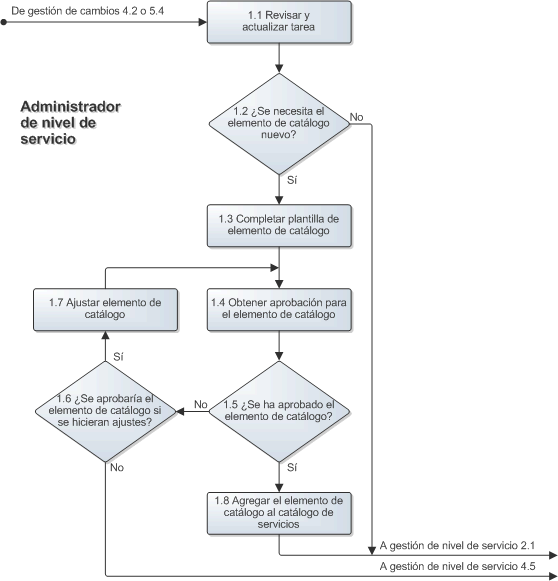 De gestión de cambios 4.2 o 5.4
1.1 Revisar y
actualizar tarea
Administrador
de nivel de
servicio
1.2 ¿Se necesita el
elemento de catálogo
nuevo?
No
Sí
1.3 Completar plantilla de
elemento de catálogo
1.7 Ajustar elemento de
catálogo
1.4 Obtener aprobación para
el elemento de catálogo
Sí
1.6 ¿Se aprobaría el
elemento de catálogo si
se hicieran ajustes?
No
1.5 ¿Se ha aprobado el
elemento de catálogo?
No
Sí
1.8 Agregar el elemento de
catálogo al catálogo de
servicios
A gestión de nivel de servicio 2.1
A gestión de nivel de servicio 4.5